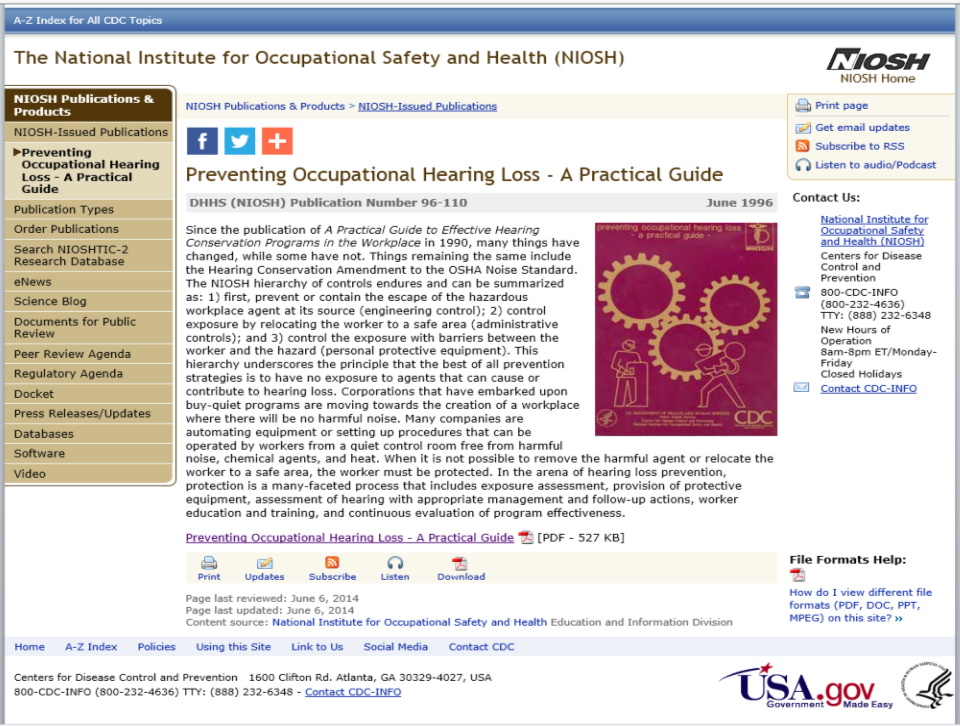 A-Z Index for All CDC Topics
The National Institute for Occupational Safety and Health (NIOSH)
NIOSH
NIOSH Home
NIOSH Publications &
Products
NIOSH-Issued Publications
Preventing
Occupational Hearing
Loss - A Practical
Guide
Publication Types
Order Publications
Search NIOSHTIC-2
Research Database
eNews
Science Blog
Documents for Public
Review
Peer Review Agenda
Regulatory Agenda
Docket
Press Releases/Updates
Databases
Software
Video
NIOSH Publications & Products > NIOSH-Issued Publications
Preventing Occupational Hearing Loss - A Practical Guide
DHHS (NIOSH) Publication Number 96-110 June 1996
Since the publication of A Practical Guide to Effective Hearing
Conservation Programs in the Workplace in 1990, many things have
changed, while some have not. Things remaining the same include
the Hearing Conservation Amendment to the OSHA Noise Standard.
The NIOSH hierarchy of controls endures and can be summarized
as: 1) first, prevent or contain the escape of the hazardous
workplace agent at its source (engineering control); 2) control
exposure by relocating the worker to a safe area (administrative
controls); and 3) control the exposure with barriers between the
worker and the hazard (personal protective equipment). This
hierarchy underscores the principle that the best of all prevention
strategies is to have no exposure to agents that can cause or
contribute to hearing loss. Corporations that have embarked upon
buy-quiet programs are moving towards the creation of a workplace
where there will be no harmful noise. Many companies are
automating equipment or setting up procedures that can be
operated by workers from a quiet control room free from harmful
noise, chemical agents, and heat. When it is not possible to remove the harmful agent or relocate the
worker to a safe area, the worker must be protected. In the arena of hearing loss prevention,
protection is a many-faceted process that includes exposure assessment, provision of protective
equipment, assessment of hearing with appropriate management and follow-up actions, worker
education and training, and continuous evaluation of program effectiveness.
preventing occupational hearing loss
- a practical guide -
CDC
Preventing Occupational Hearing Loss - A Practical Guide [PDF - 527 KB]
Print Updates Subscribe Listen Download
Page last reviewed: June 6, 2014
Page last updated: June 6, 2014
Content source: National Institute for Occupational Safety and Health Education and Information Division
Print page
Get email updates
Subscribe to RSS
Listen to audio/Podcast
Contact Us:
National Institute for
Occupational Safety
and Health (NIOSH)
Centers for Disease
Control and
Prevention
800-CDC-INFO
(800-232-4636)
TTY: (888) 232-6348
New Hours of
Operation
8am-8pm ET/Monday-
Friday
Closed Holidays
Contact CDC-INFO
File Formats Help:
How do I view different file
formats (PDF, DOC, PPT,
MPEG) on this site? »
Home A-Z Index Policies Using this Site Link to Us Social Media Contact CDC
Centers for Disease Control and Prevention 1600 Clifton Rd. Atlanta, GA 30329-4027, USA
800-CDC-INFO (800-232-4636) TTY: (888) 232-6348 - Contact CDC-INFO
USA.gov
Government Made Easy